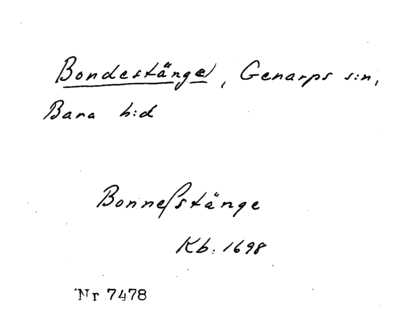 Bondestänge, Genarps s:n,
Bara h:d
Bonneſstänge
Kb. 1698
Nr 7478